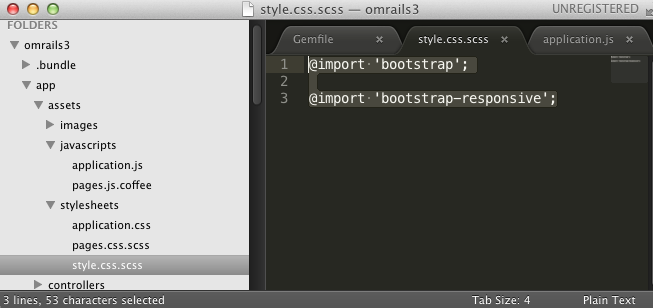 style.css.scss — omrails3
UNREGISTERED
FOLDERS
omrails3
.bundle
app
assets
images
javascripts
application.js
pages.js.coffee
stylesheets
application.css
pages.css.scss
style.css.scss
controllers
Gemfile
style.css.scss
application.js
1 @import 'bootstrap';
2
3 @import 'bootstrap-responsive';
3 lines, 53 characters selected
Tab Size: 4
Plain Text